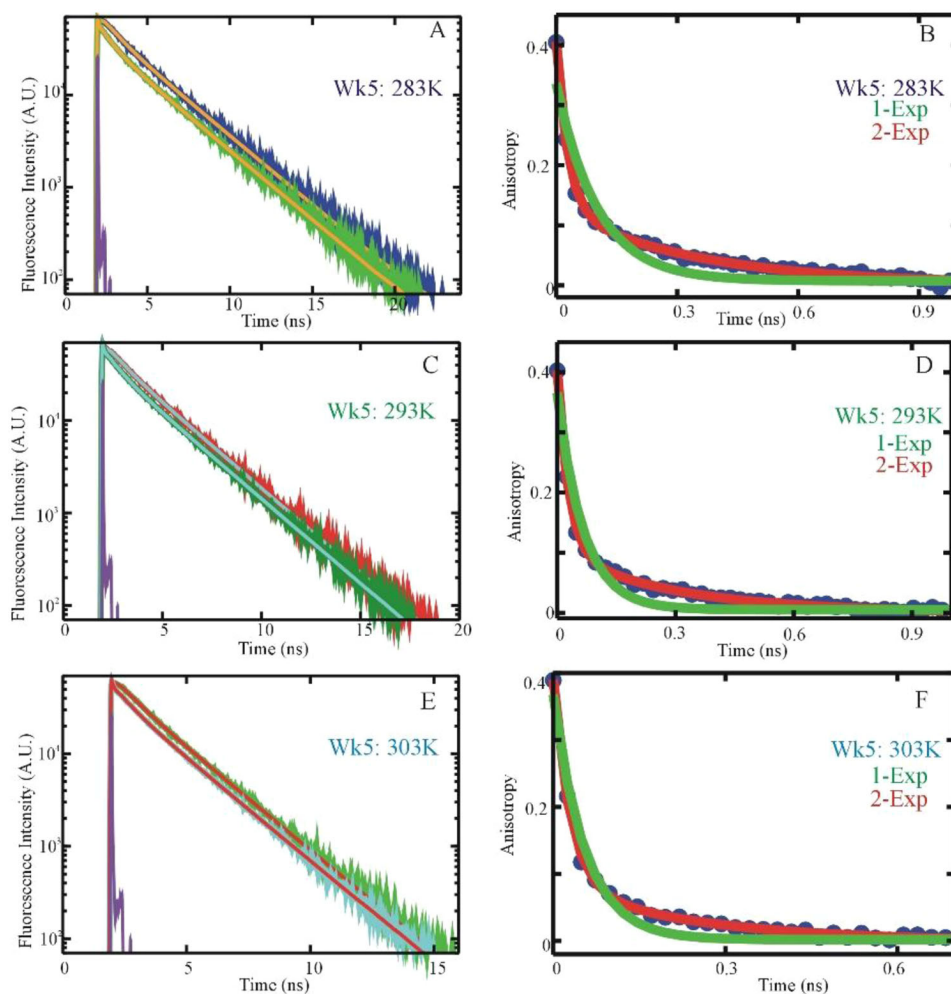 A
Wk5: 283K
Fluorescence Intensity (A.U.)
10⁴
10³
10²
0
5
10
15
20
Time (ns)
B
Wk5: 283K
1-Exp
2-Exp
Anisotropy
0.4
0.2
0
0
0.3
0.6
0.9
Time (ns)
C
Wk5: 293K
Fluorescence Intensity (A.U.)
10⁴
10³
10²
0
5
10
15
20
Time (ns)
D
Wk5: 293K
1-Exp
2-Exp
Anisotropy
0.4
0.2
0
0
0.3
0.6
0.9
Time (ns)
E
Wk5: 303K
Fluorescence Intensity (A.U.)
10⁴
10³
10²
0
5
10
15
Time (ns)
F
Wk5: 303K
1-Exp
2-Exp
Anisotropy
0.4
0.2
0
0
0.3
0.6
Time (ns)